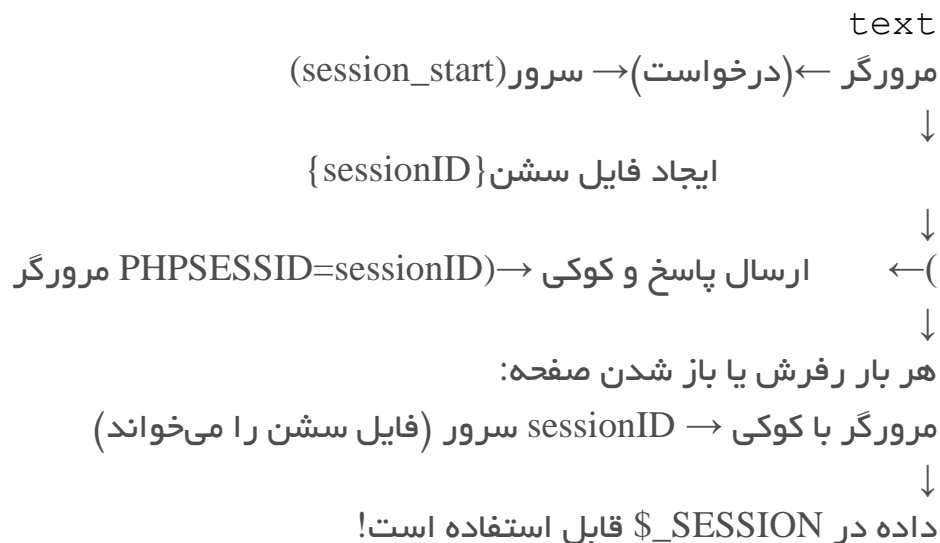 text
مرورگر ←(درخواست)→ سرور(session_start)
↓
ایجاد فایل سشن{sessionID}
↓
)← ارسال پاسخ و کوکی →(PHPSESSID=sessionID مرورگر
↓
هر بار رفرش یا باز شدن صفحه:
مرورگر با کوکی → sessionID سرور (فایل سشن را می‌خواند)
↓
داده در $_SESSION قابل استفاده است!